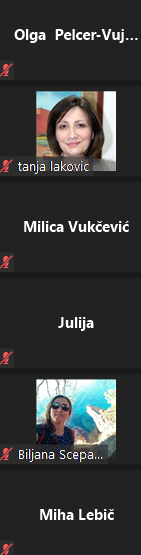 Olga Pelcer-Vuj...
tanja lakovic
Milica Vukčević
Julija
Biljana Scepa...
Miha Lebič